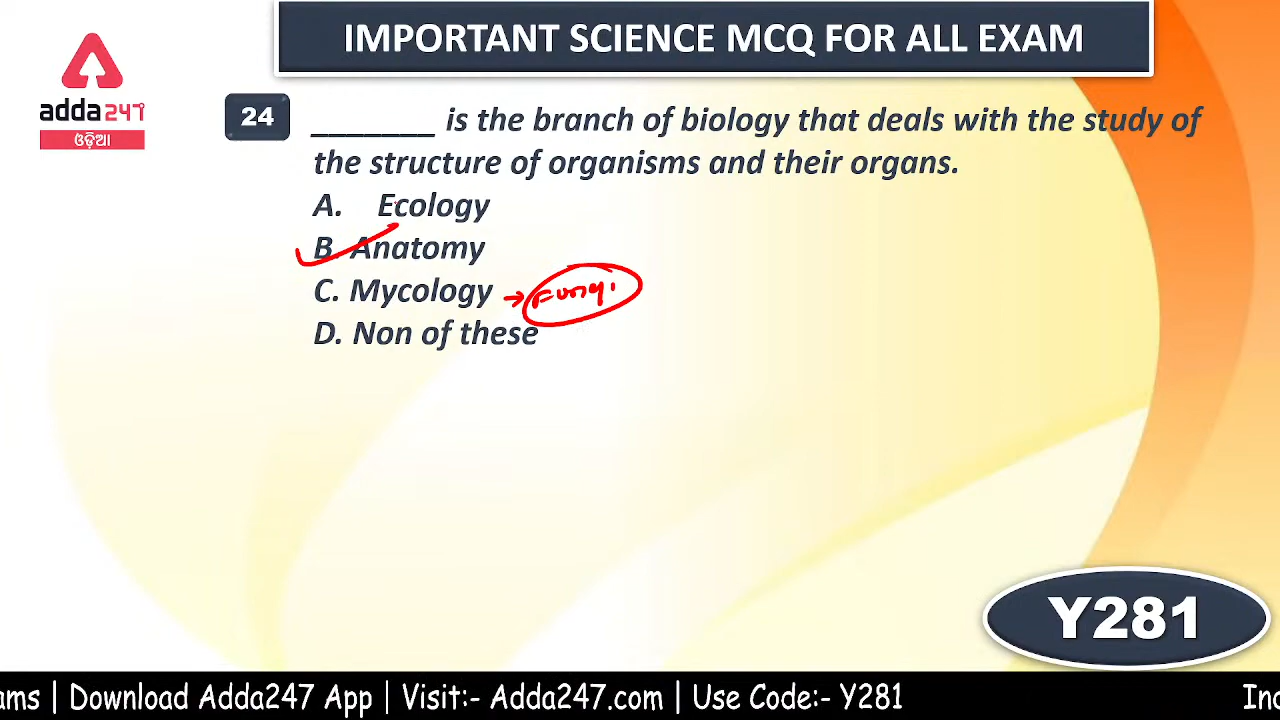 IMPORTANT SCIENCE MCQ FOR ALL EXAM
adda247
ଓଡ଼ିଆ
24
________ is the branch of biology that deals with the study of
the structure of organisms and their organs.
A. Ecology
B. Anatomy
C. Mycology → Fungi
D. Non of these
Y281
ams | Download Adda247 App | Visit:- Adda247.com | Use Code:- Y281
Inc